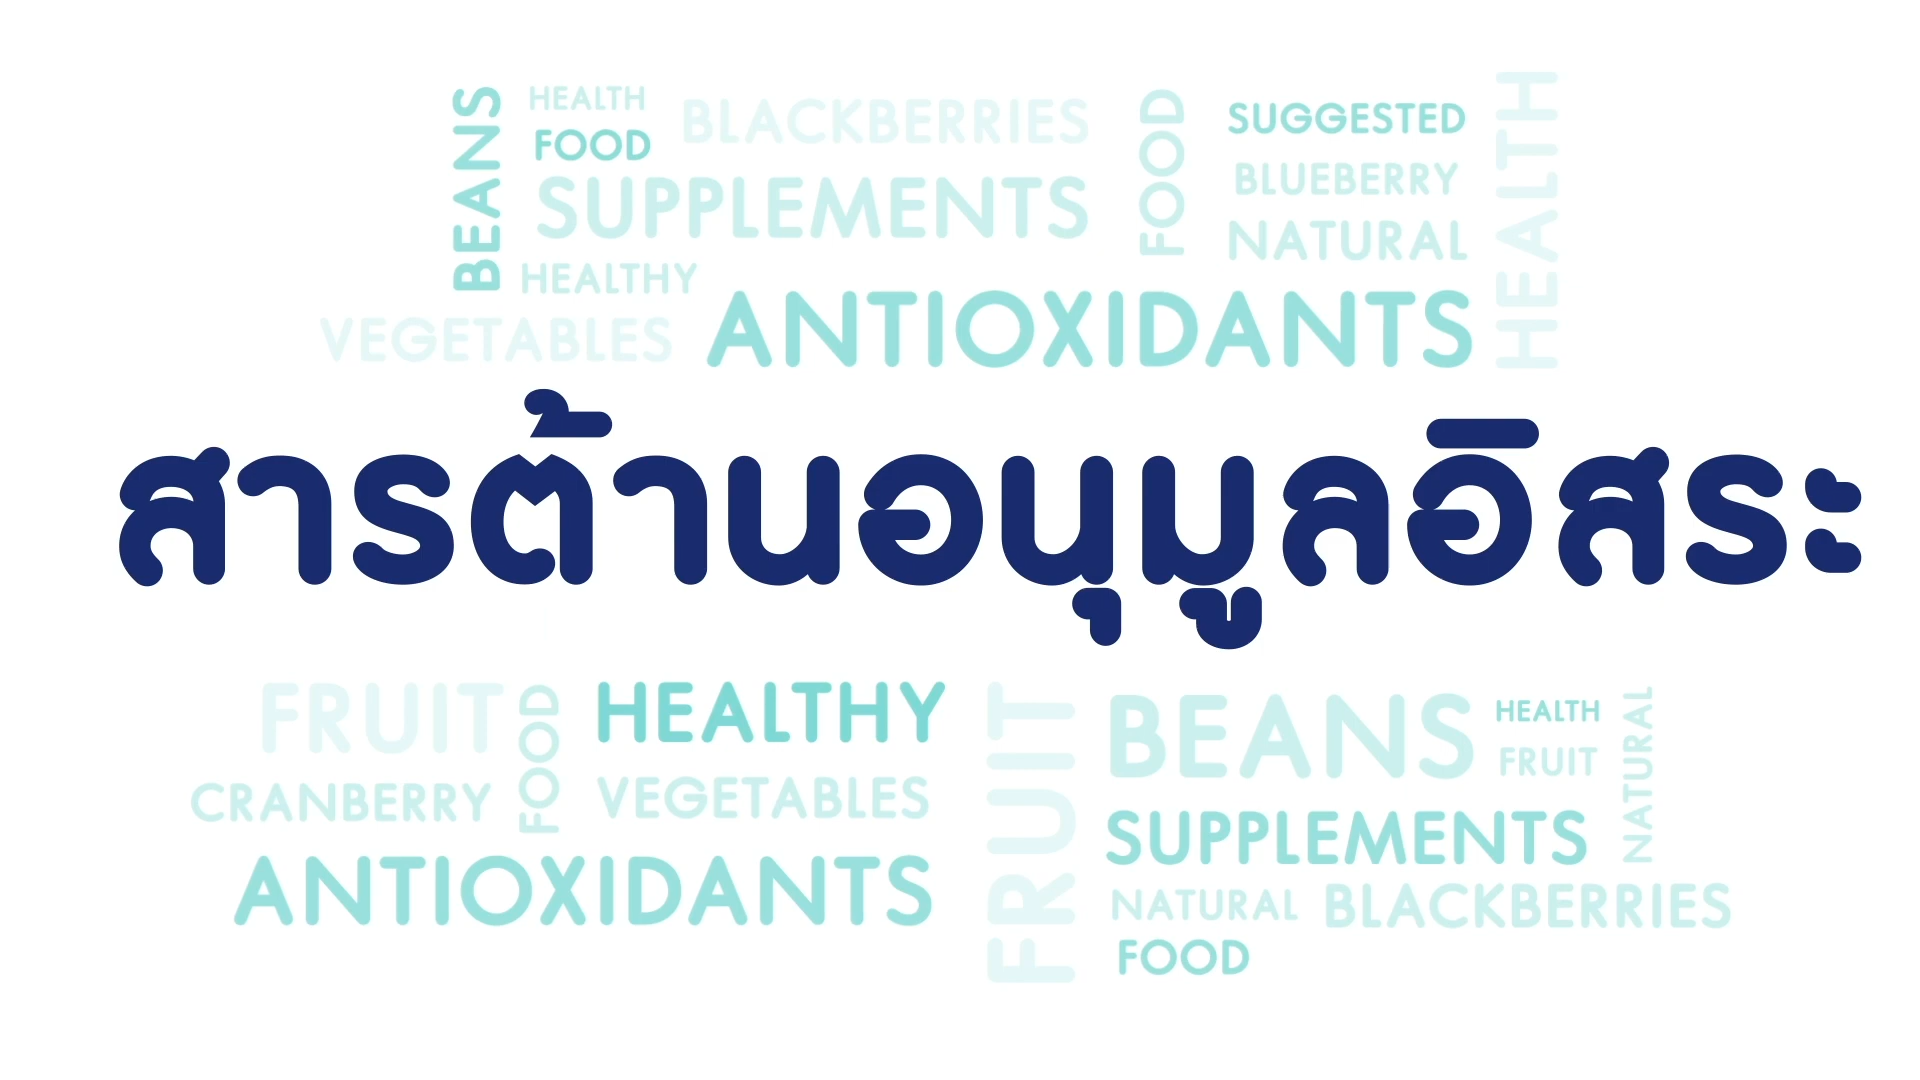 BEANS
HEALTH
FOOD
BLACKBERRIES
SUPPLEMENTS
FOOD
SUGGESTED
BLUEBERRY
NATURAL
HEALTH
HEALTHY
VEGETABLES
ANTIOXIDANTS
สารต้านอนุมูลอิสระ
FRUIT
FOOD
HEALTHY
CRANBERRY
VEGETABLES
ANTIOXIDANTS
FRUIT
BEANS
HEALTH
FRUIT
NATURAL
SUPPLEMENTS
NATURAL
BLACKBERRIES
FOOD